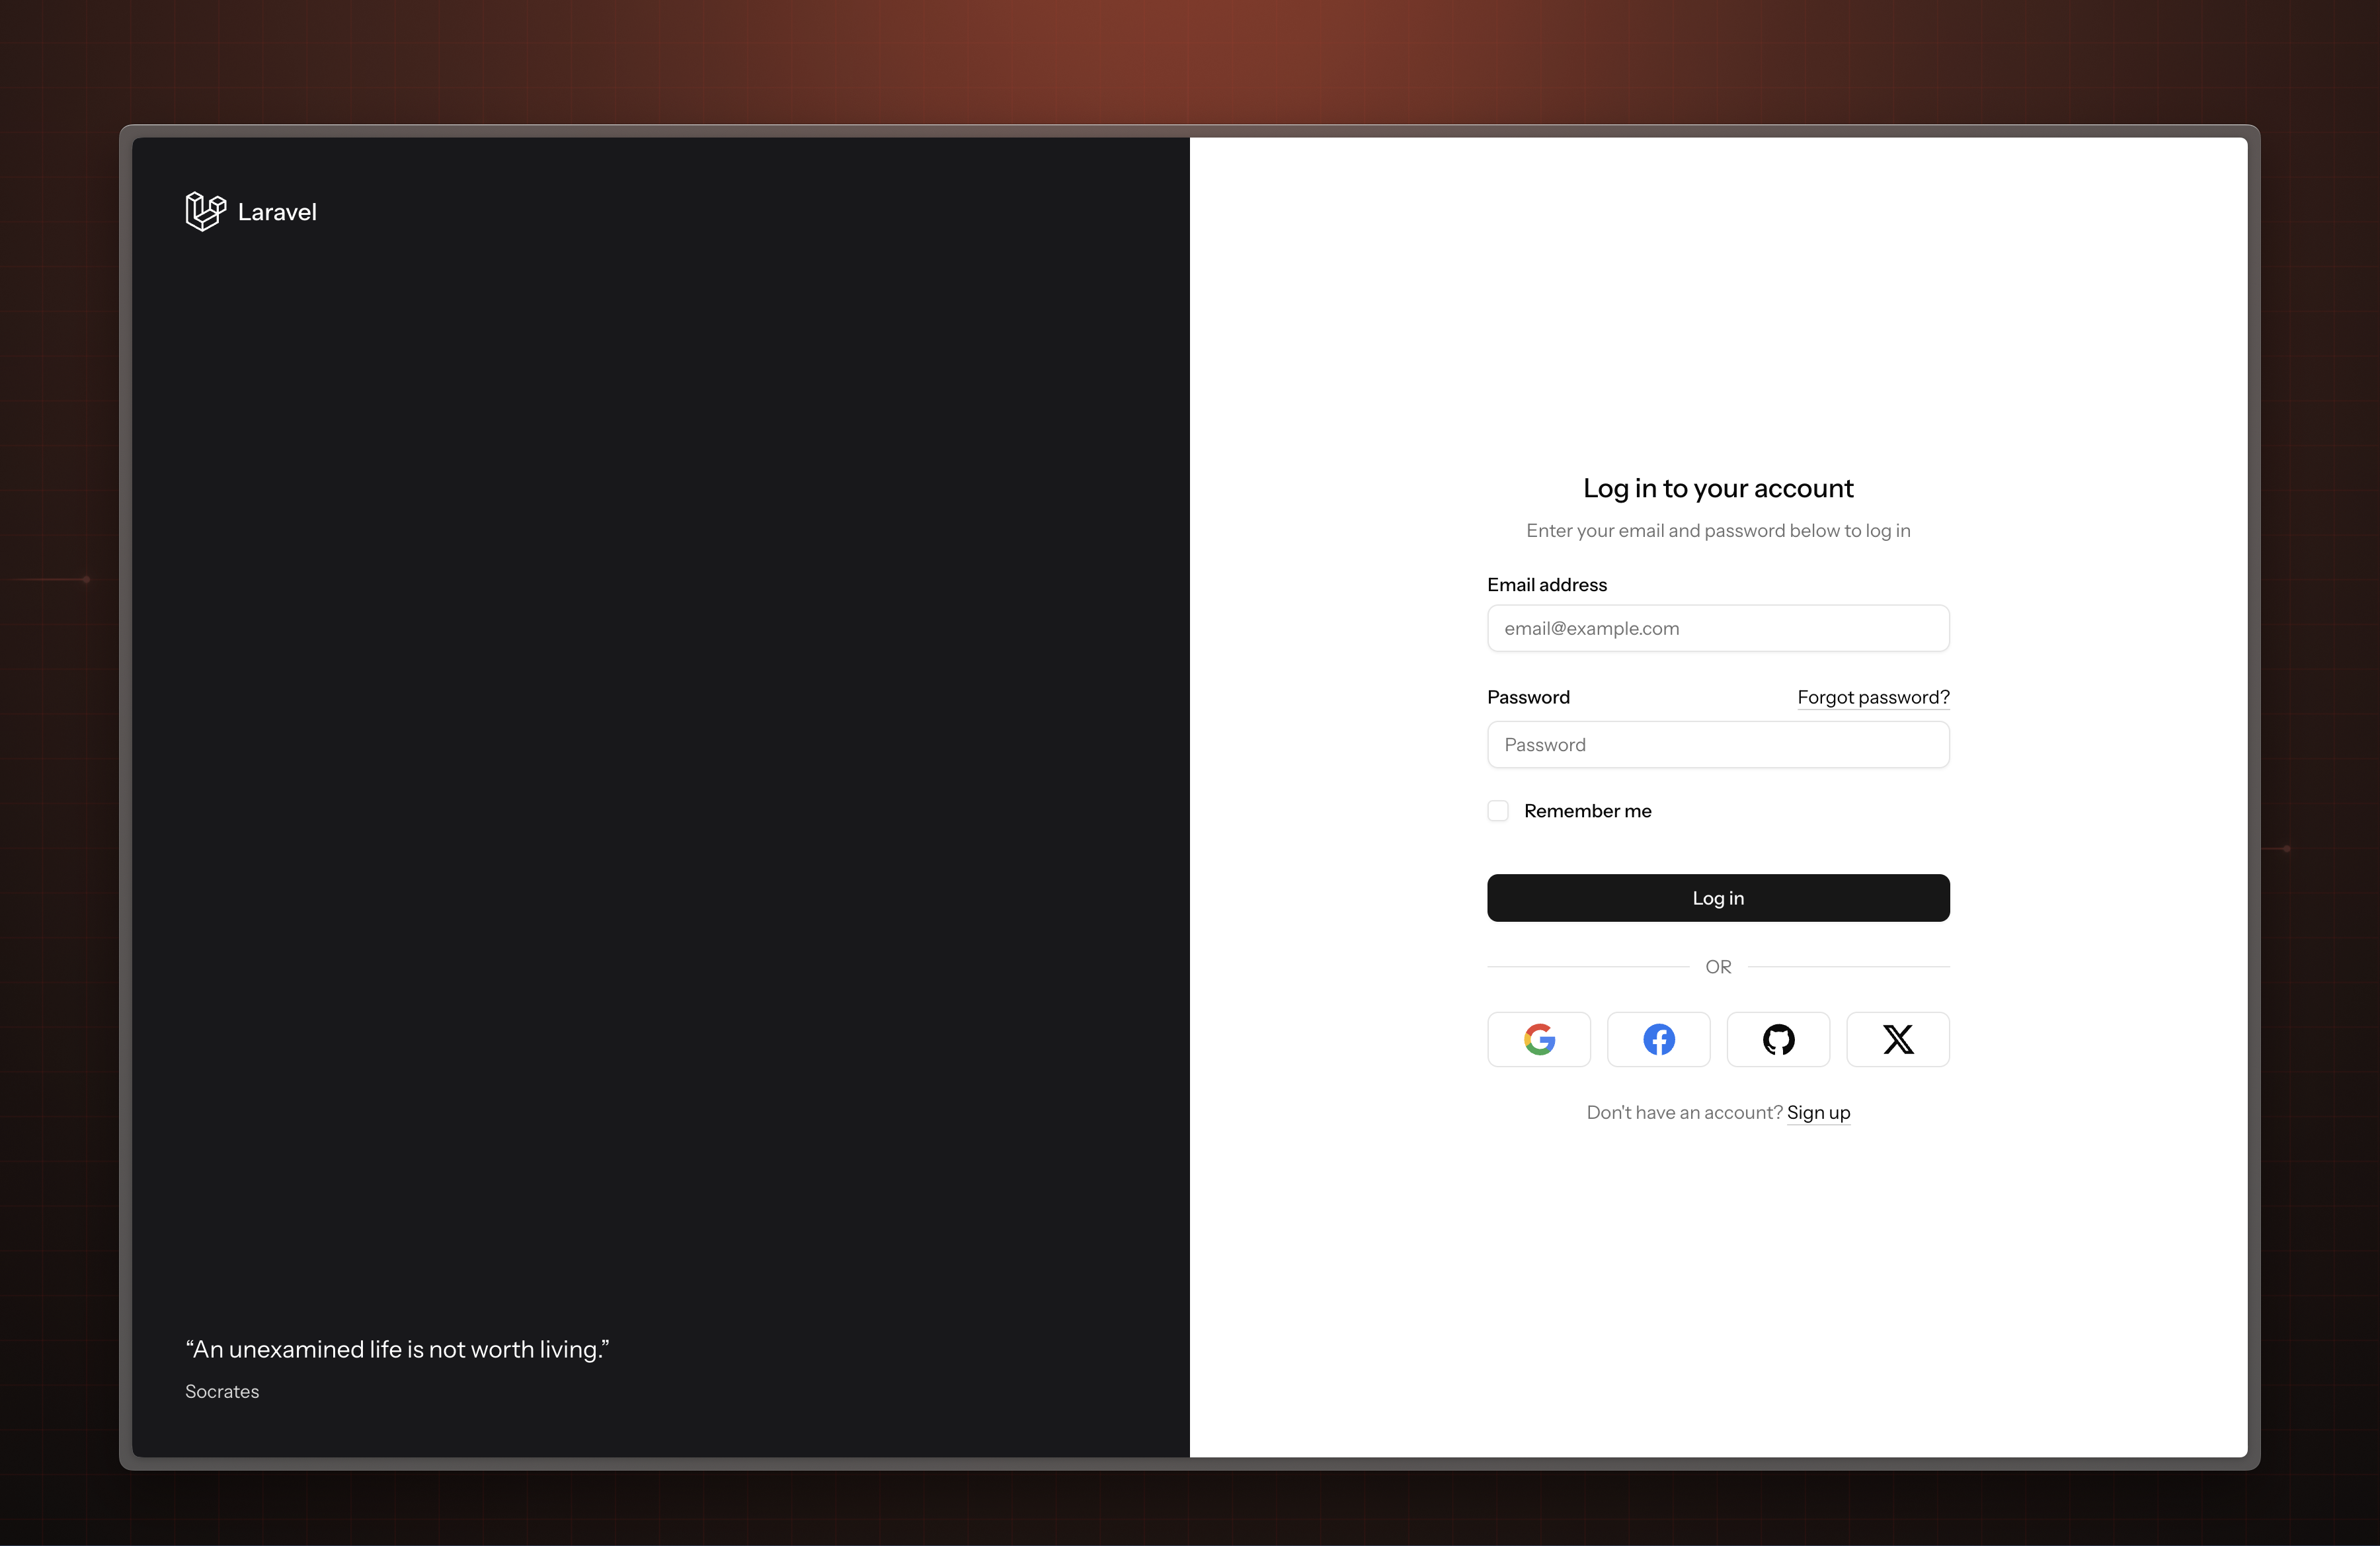 Laravel
“An unexamined life is not worth living.”
Socrates
Log in to your account
Enter your email and password below to log in
Email address
email@example.com
Password
Forgot password?
Password
Remember me
Log in
OR
Don't have an account? Sign up